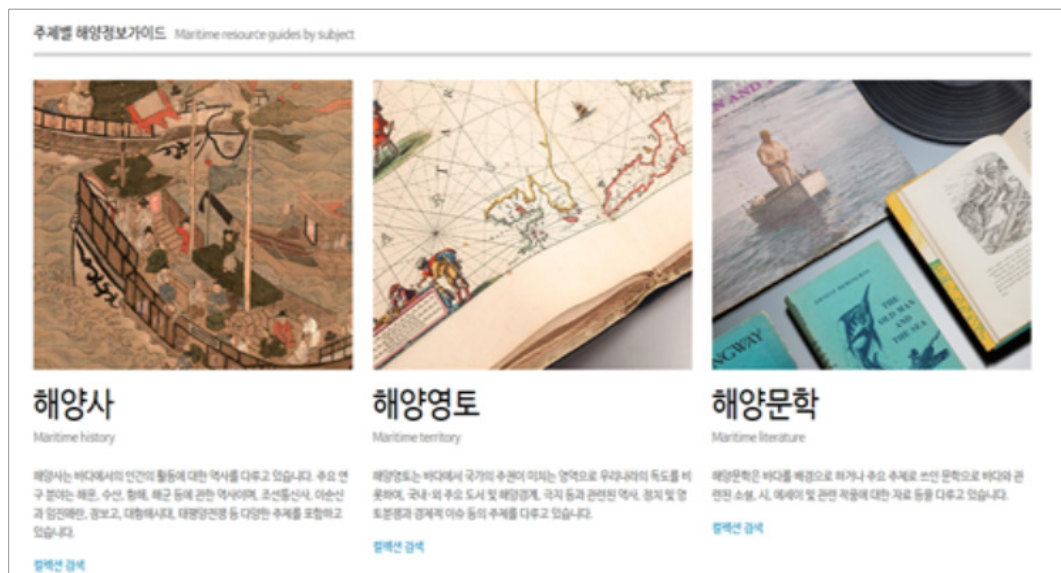 주제별 해양정보가이드 Maritime resource guides by subject
N AND
NGWAY
ERNEST HEMINGWAY
THE
OLD MAN
AND
THE SEA
해양사
Maritime history
해양사는 바다에서의 인간의 활동에 대한 역사를 다루고 있습니다. 주요 연
구 분야는 해운, 수산, 항해, 해군 등에 관한 역사이며, 조선통신사, 이순신
과 임진왜란, 장보고, 대항해시대, 태평양전쟁 등 다양한 주제를 포함하고
있습니다.
컬렉션 검색
해양영토
Maritime territory
해양영토는 바다에서 국가의 주권이 미치는 영역으로 우리나라의 독도를 비
롯하여, 국내·외 주요 도서 및 해양경계, 극지 등과 관련된 역사, 정치 및 영
토분쟁과 경제적 이슈 등의 주제를 다루고 있습니다.
컬렉션 검색
해양문학
Maritime literature
해양문학은 바다를 배경으로 하거나 주요 주제로 쓰인 문학으로 바다와 관
련된 소설, 시, 에세이 및 관련 작품에 대한 자료 등을 다루고 있습니다.
컬렉션 검색